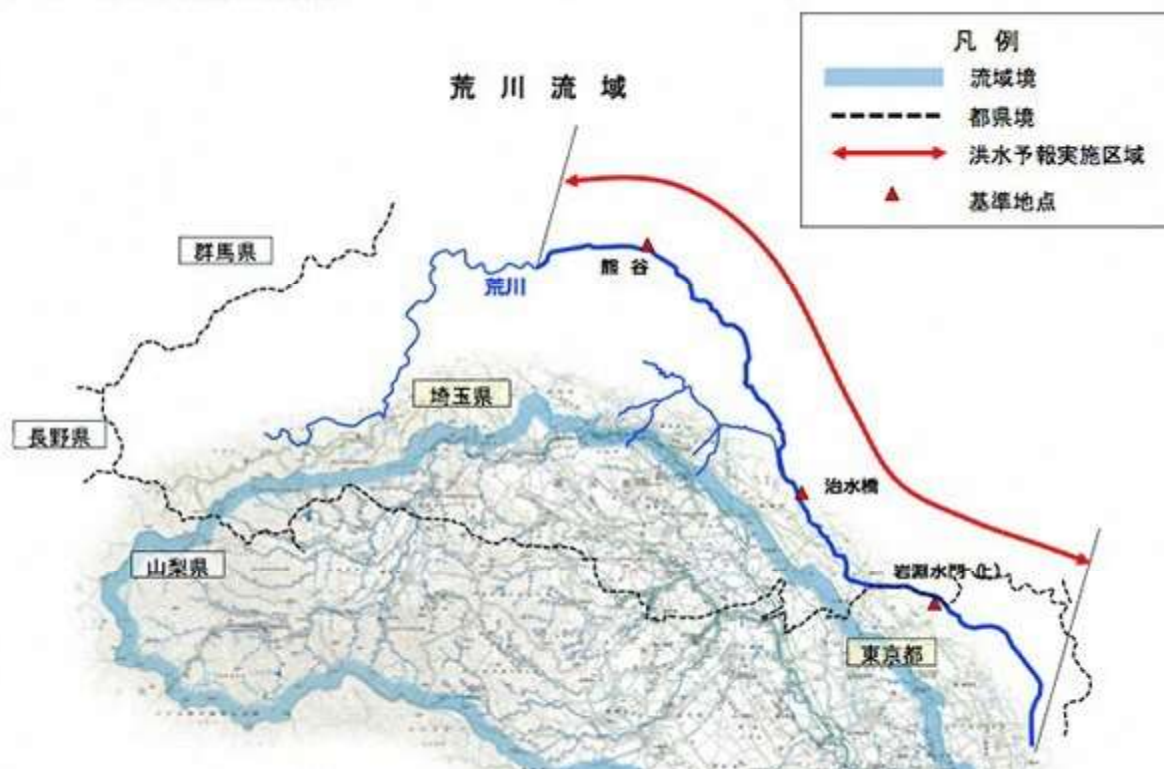 凡 例
流域境
都県境
洪水予報実施区域
基準地点
荒 川 流 域
群馬県
熊 谷
荒川
埼玉県
長野県
治水橋
山梨県
岩淵水門(上)
東京都